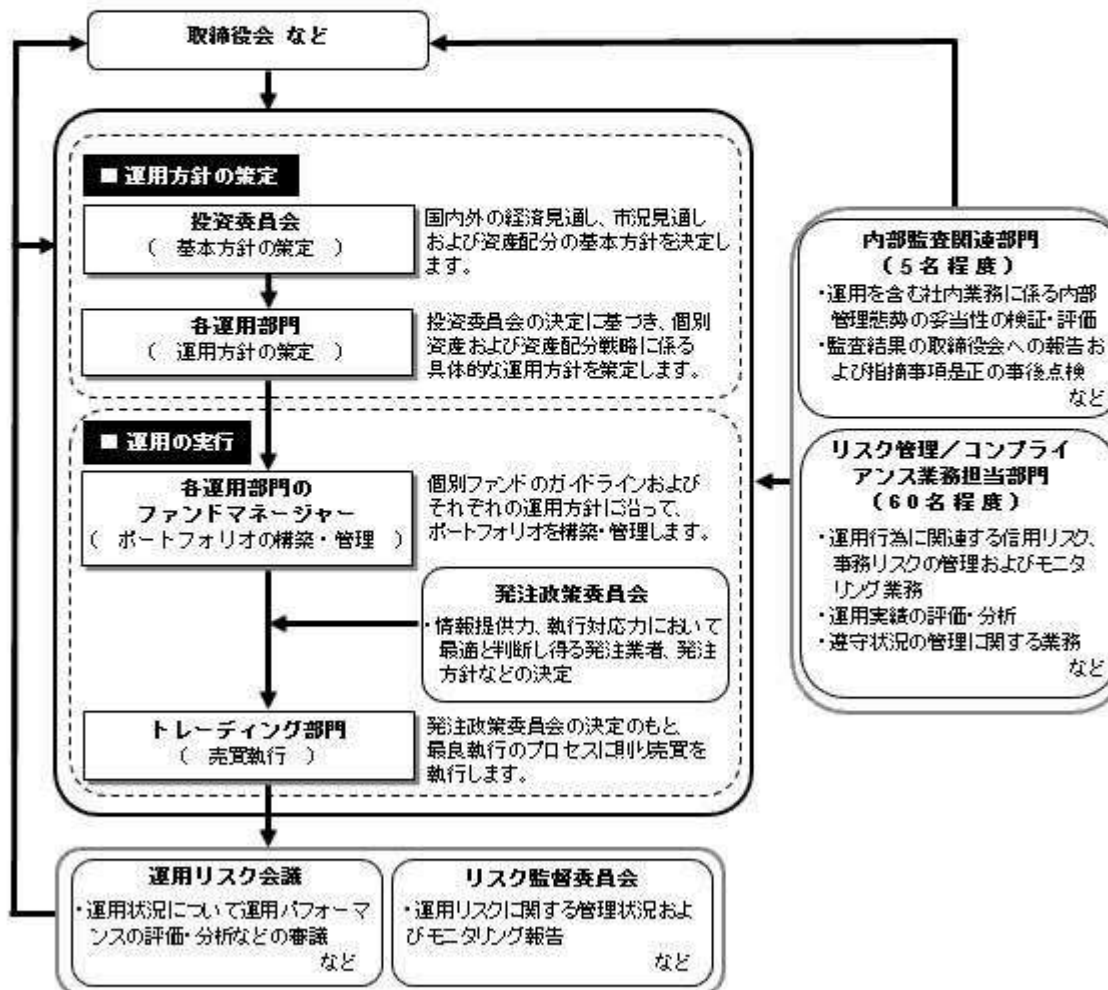 取締役会 など
■ 運用方針の策定
投資委員会
（ 基本方針の策定 ）
国内外の経済見通し、市況見通し
および資産配分の基本方針を決定し
ます。
各運用部門
（ 運用方針の策定 ）
投資委員会の決定に基づき、個別
資産および資産配分戦略に係る
具体的な運用方針を策定します。
■ 運用の実行
各運用部門の
ファンドマネージャー
（ ポートフォリオの構築・管理 ）
個別ファンドのガイドラインおよび
それぞれの運用方針に沿って、
ポートフォリオを構築・管理します。
発注政策委員会
・情報提供力、執行対応力において
最適と判断し得る発注業者、発注
方針などの決定
トレーディング部門
（ 売買執行 ）
発注政策委員会の決定のもと、
最良執行のプロセスに則り売買を
執行します。
内部監査関連部門
（５名程度）
・運用を含む社内業務に係る内部
管理態勢の妥当性の検証・評価
・監査結果の取締役会への報告お
よび指摘事項是正の事後点検
など
リスク管理／コンプライ
アンス業務担当部門
（60名程度）
・運用行為に関連する信用リスク、
事務リスクの管理およびモニタ
リング業務
・運用実績の評価・分析
・遵守状況の管理に関する業務
など
運用リスク会議
・運用状況について運用パフォーマ
ンスの評価・分析などの審議
など
リスク監督委員会
・運用リスクに関する管理状況およ
びモニタリング報告
など